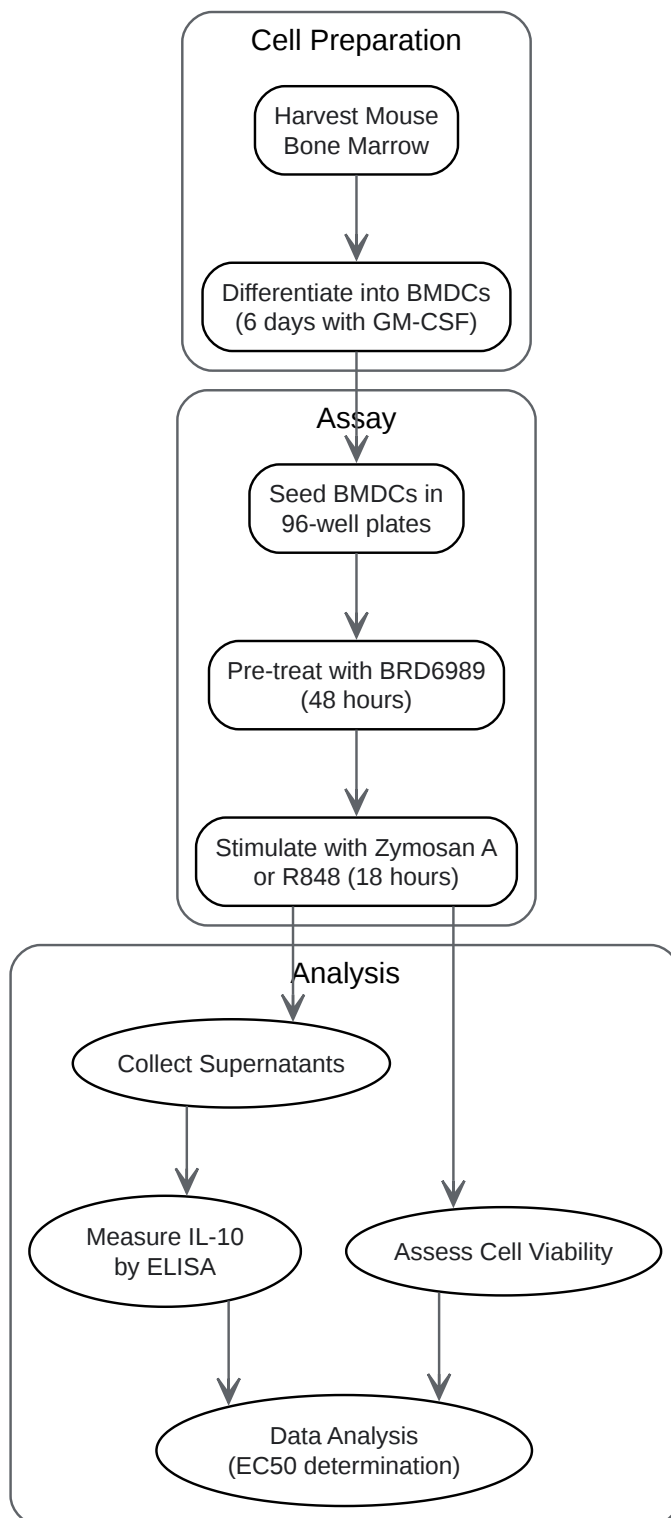 Cell Preparation
Harvest Mouse
Bone Marrow
Differentiate into BMDCs
(6 days with GM-CSF)
Assay
Seed BMDCs in
96-well plates
Pre-treat with BRD6989
(48 hours)
Stimulate with Zymosan A
or R848 (18 hours)
Analysis
Collect Supernatants
Measure IL-10
by ELISA
Assess Cell Viability
Data Analysis
(EC50 determination)